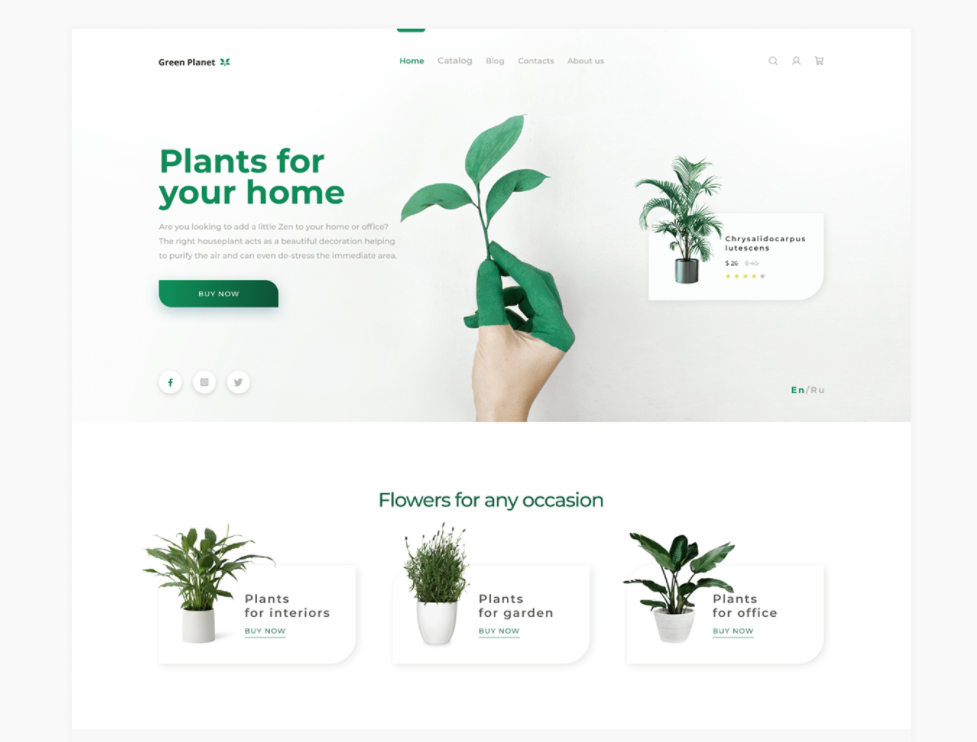 Green Planet
Home Catalog Blog Contacts About us
Plants for
your home
Are you looking to add a little Zen to your home or office?
The right houseplant acts as a beautiful decoration helping
to purify the air and can even de-stress the immediate area.
BUY NOW
Chrysalidocarpus
lutescens
$ 26 $ 40
En/Ru
Flowers for any occasion
Plants
for interiors
BUY NOW
Plants
for garden
BUY NOW
Plants
for office
BUY NOW